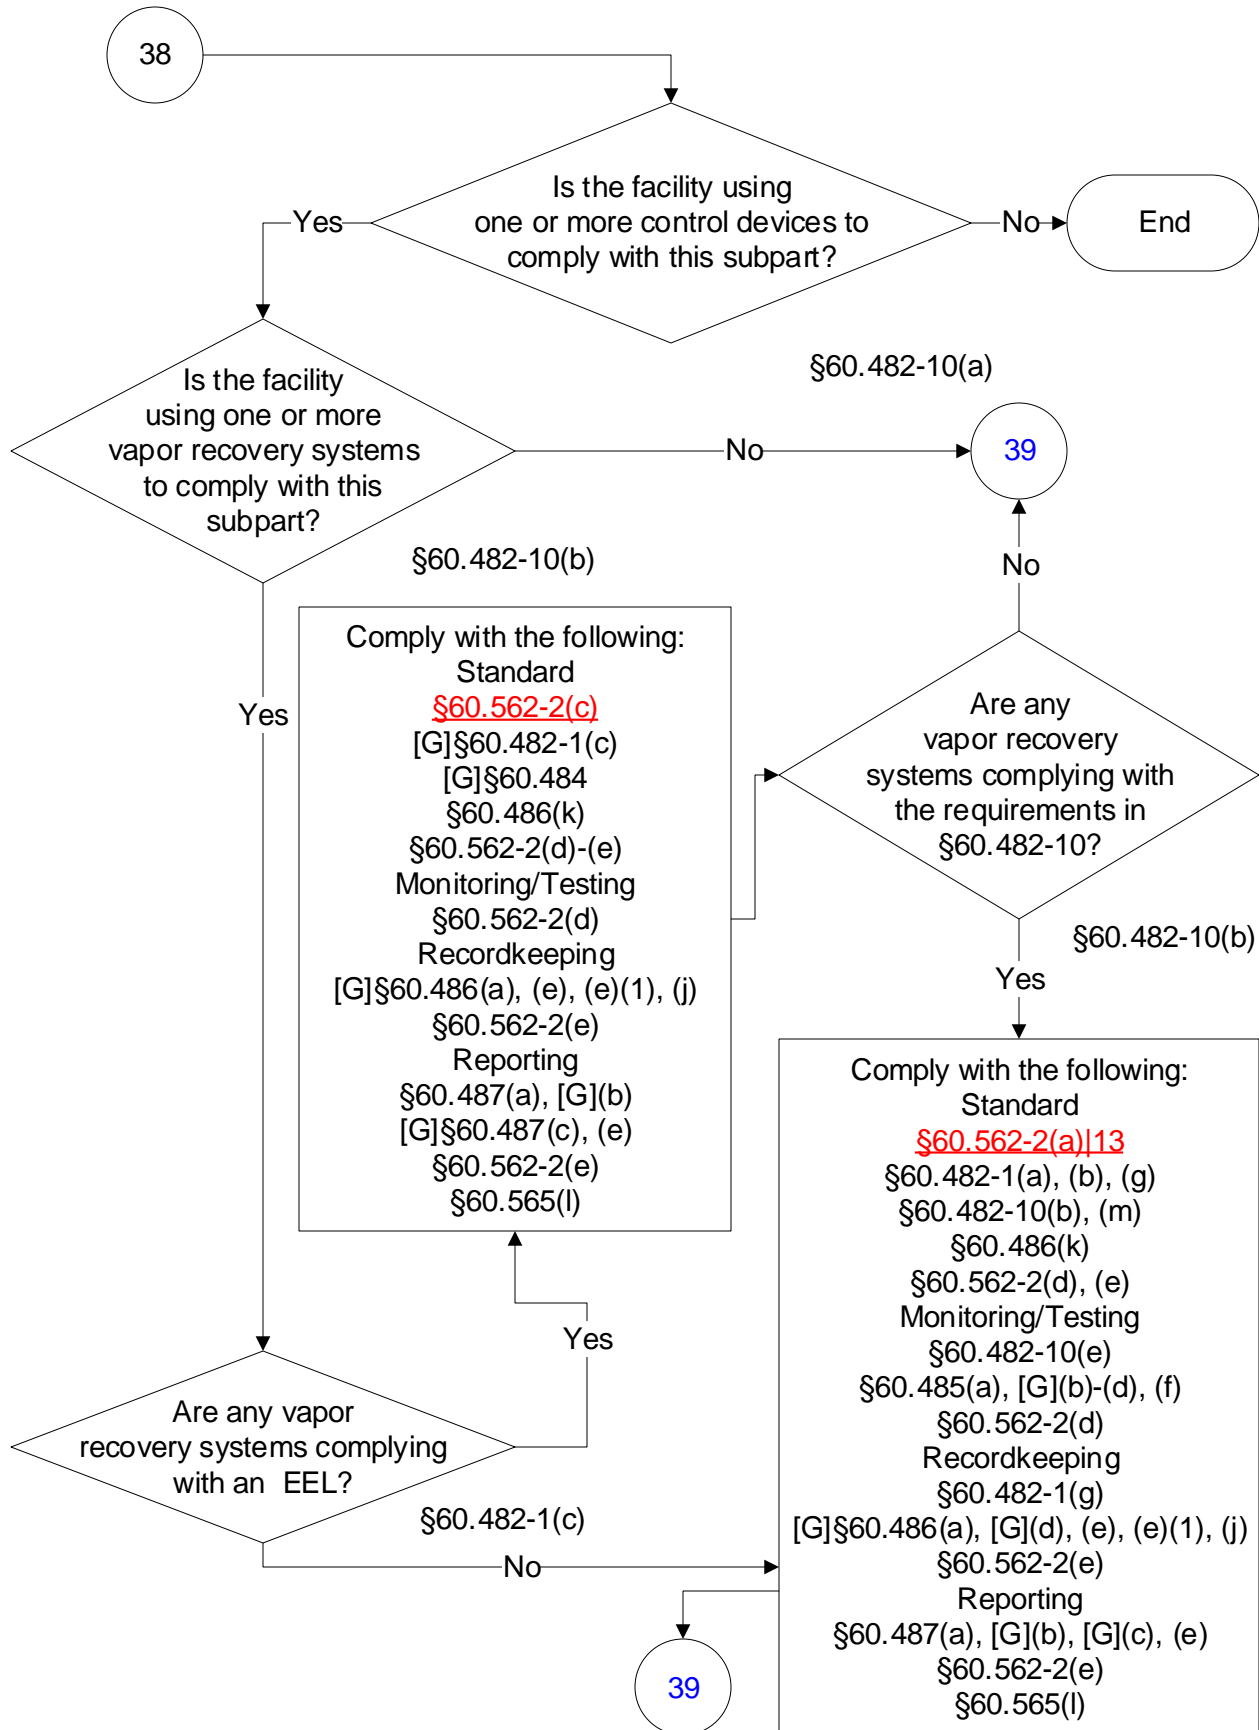 38
Is the facility using
one or more control devices to
comply with this subpart?
Yes
No
End
§60.482-10(a)
Is the facility
using one or more
vapor recovery systems
to comply with this
subpart?
No
39
§60.482-10(b)
No
Yes
Comply with the following:
Standard
§60.562-2(c)
[G]§60.482-1(c)
[G]§60.484
§60.486(k)
§60.562-2(d)-(e)
Monitoring/Testing
§60.562-2(d)
Recordkeeping
[G]§60.486(a), (e), (e)(1), (j)
§60.562-2(e)
Reporting
§60.487(a), [G](b)
[G]§60.487(c), (e)
§60.562-2(e)
§60.565(l)
Are any
vapor recovery
systems complying with
the requirements in
§60.482-10?
§60.482-10(b)
Yes
Yes
Are any vapor
recovery systems complying
with an  EEL?
§60.482-1(c)
No
Comply with the following:
Standard
§60.562-2(a)|13
§60.482-1(a), (b), (g)
§60.482-10(b), (m)
§60.486(k)
§60.562-2(d), (e)
Monitoring/Testing
§60.482-10(e)
§60.485(a), [G](b)-(d), (f)
§60.562-2(d)
Recordkeeping
§60.482-1(g)
[G]§60.486(a), [G](d), (e), (e)(1), (j)
§60.562-2(e)
Reporting
§60.487(a), [G](b), [G](c), (e)
§60.562-2(e)
§60.565(l)
39